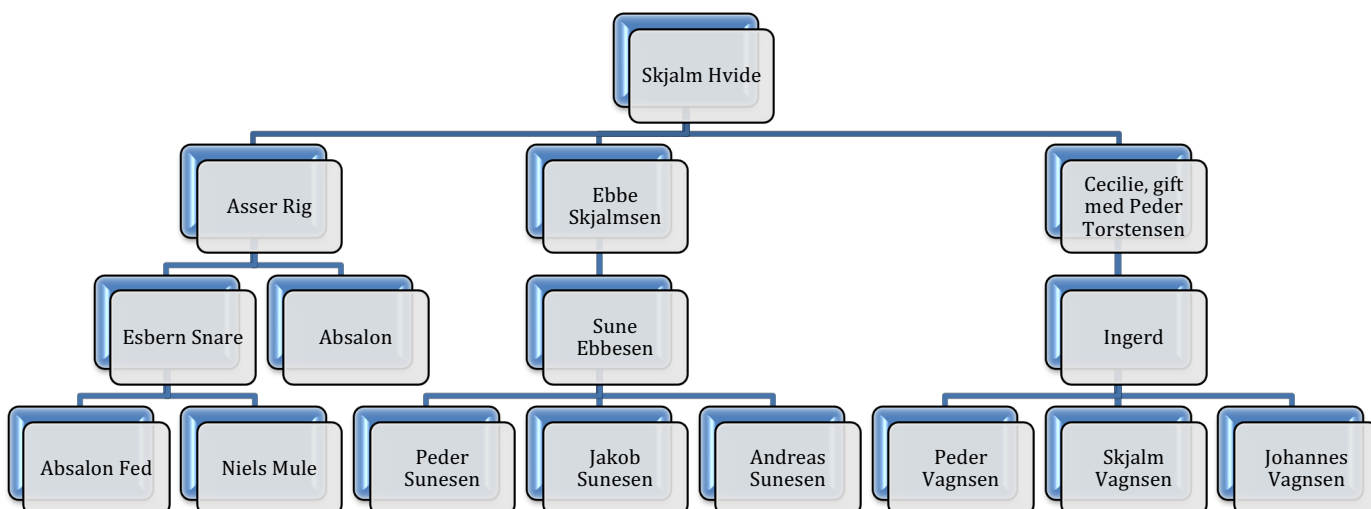 Skjalm Hvide
Asser Rig
Ebbe
Skjalmsen
Cecilie, gift
med Peder
Torstensen
Esbern Snare
Absalon
Sune
Ebbesen
Ingerd
Absalon Fed
Niels Mule
Peder
Sunesen
Jakob
Sunesen
Andreas
Sunesen
Peder
Vagnsen
Skjalm
Vagnsen
Johannes
Vagnsen